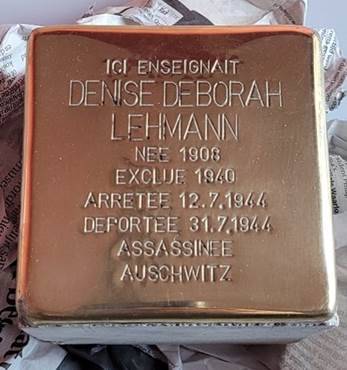 ICI ENSEIGNAIT
DENISE DEBORAH
LEHMANN
NEE 1908
EXCLUE 1940
ARRETEE 12.7.1944
DEPORTEE 31.7.1944
ASSASSINEE
AUSCHWITZ